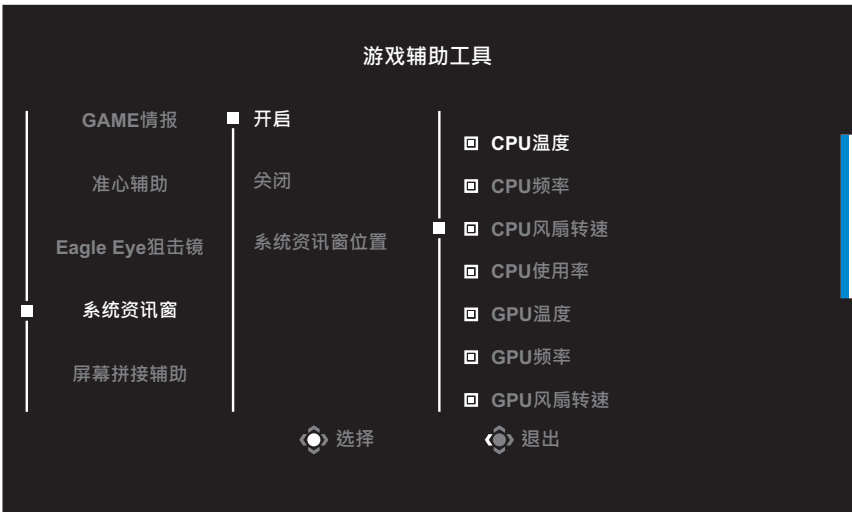 游戏辅助工具
GAME情报
准心辅助
Eagle Eye狙击镜
系统资讯窗
屏幕拼接辅助
开启
关闭
系统资讯窗位置
CPU温度
CPU频率
CPU风扇转速
CPU使用率
GPU温度
GPU频率
GPU风扇转速
选择
退出